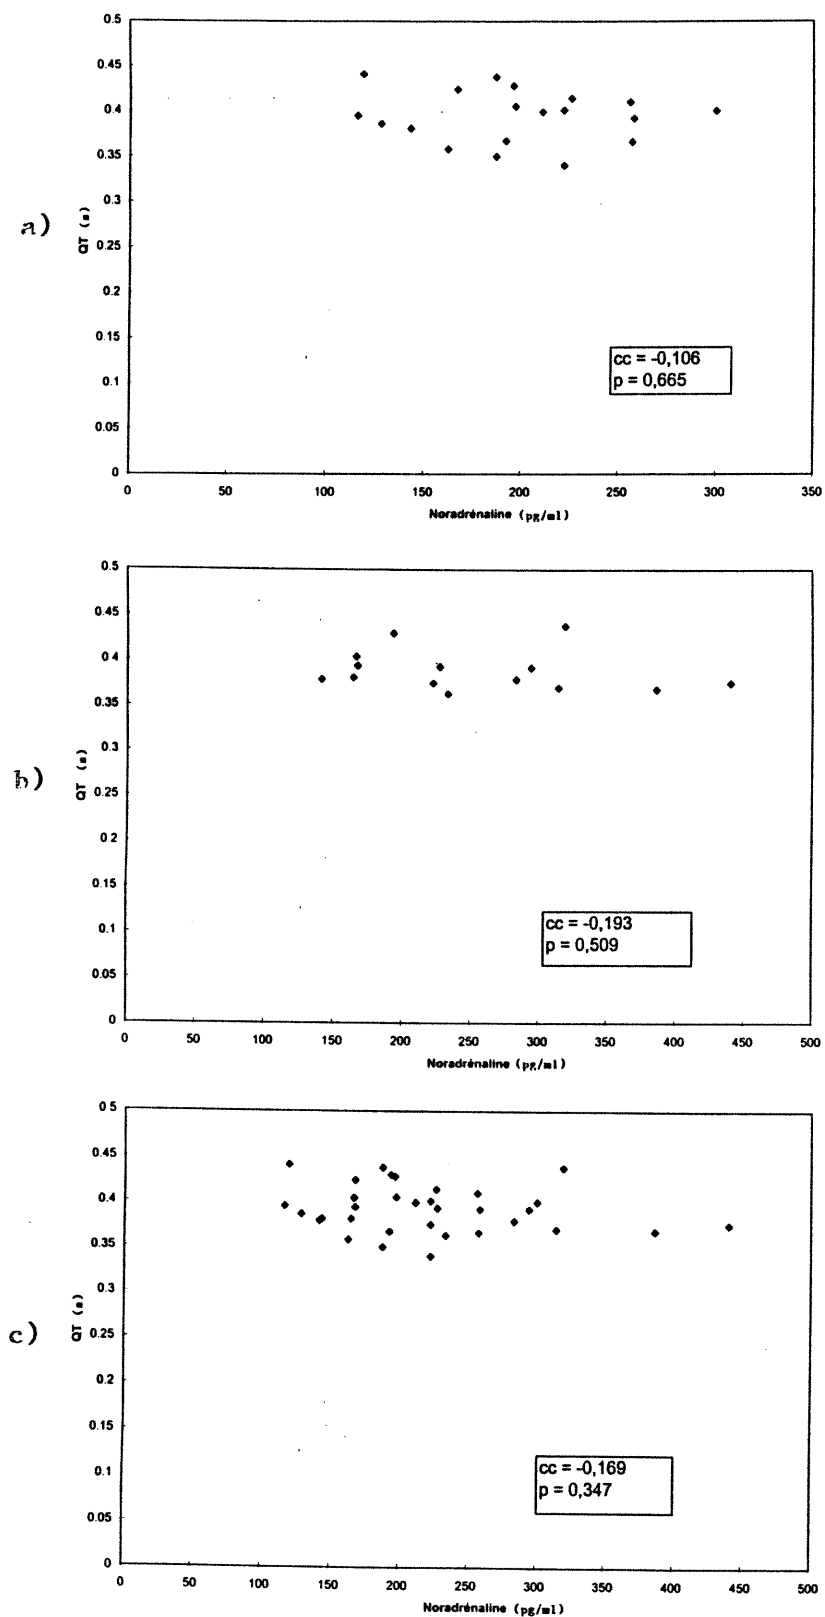 0.5
0.45
0.4
0.35
0.3
0.25
0.2
0.15
0.1
0.05
0
a)
QT (s)
cc = -0,106
p = 0,665
0 50 100 150 200 250 300 350
Noradrénaline (pg/ml)
0.5
0.45
0.4
0.35
0.3
0.25
0.2
0.15
0.1
0.05
0
b)
QT (s)
cc = -0,193
p = 0,509
0 50 100 150 200 250 300 350 400 450 500
Noradrénaline (pg/ml)
0.5
0.45
0.4
0.35
0.3
0.25
0.2
0.15
0.1
0.05
0
c)
QT (s)
cc = -0,169
p = 0,347
0 50 100 150 200 250 300 350 400 450 500
Noradrénaline (pg/ml)